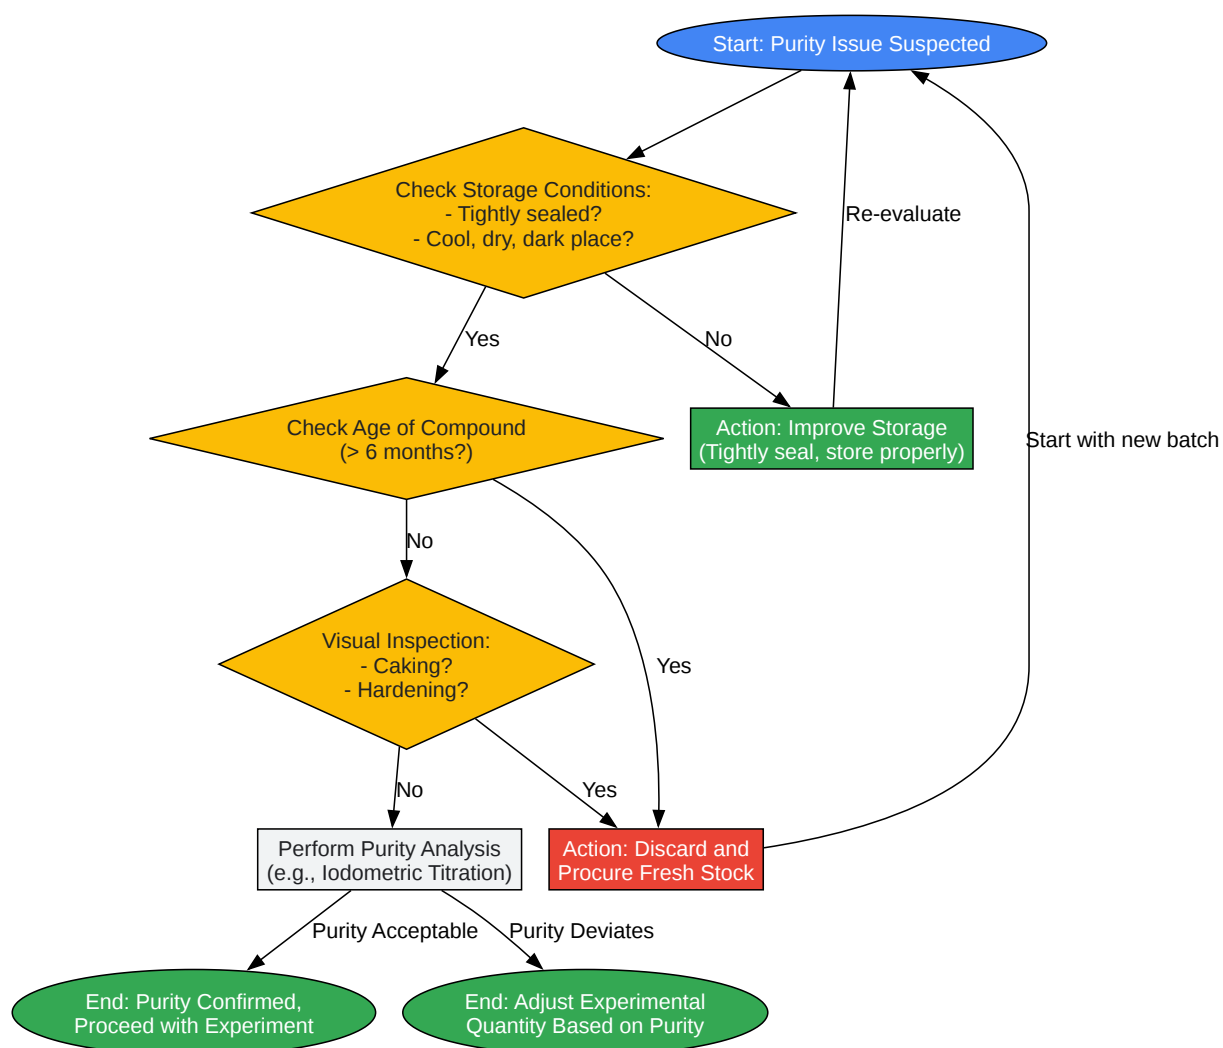 Start: Purity Issue Suspected
Check Storage Conditions:
- Tightly sealed?
- Cool, dry, dark place?
Re-evaluate
Yes
No
Check Age of Compound
(> 6 months?)
Action: Improve Storage
(Tightly seal, store properly)
Start with new batch
No
Visual Inspection:
- Caking?
- Hardening?
Yes
No
Yes
Perform Purity Analysis
(e.g., Iodometric Titration)
Action: Discard and
Procure Fresh Stock
Purity Acceptable
Purity Deviates
End: Purity Confirmed,
Proceed with Experiment
End: Adjust Experimental
Quantity Based on Purity